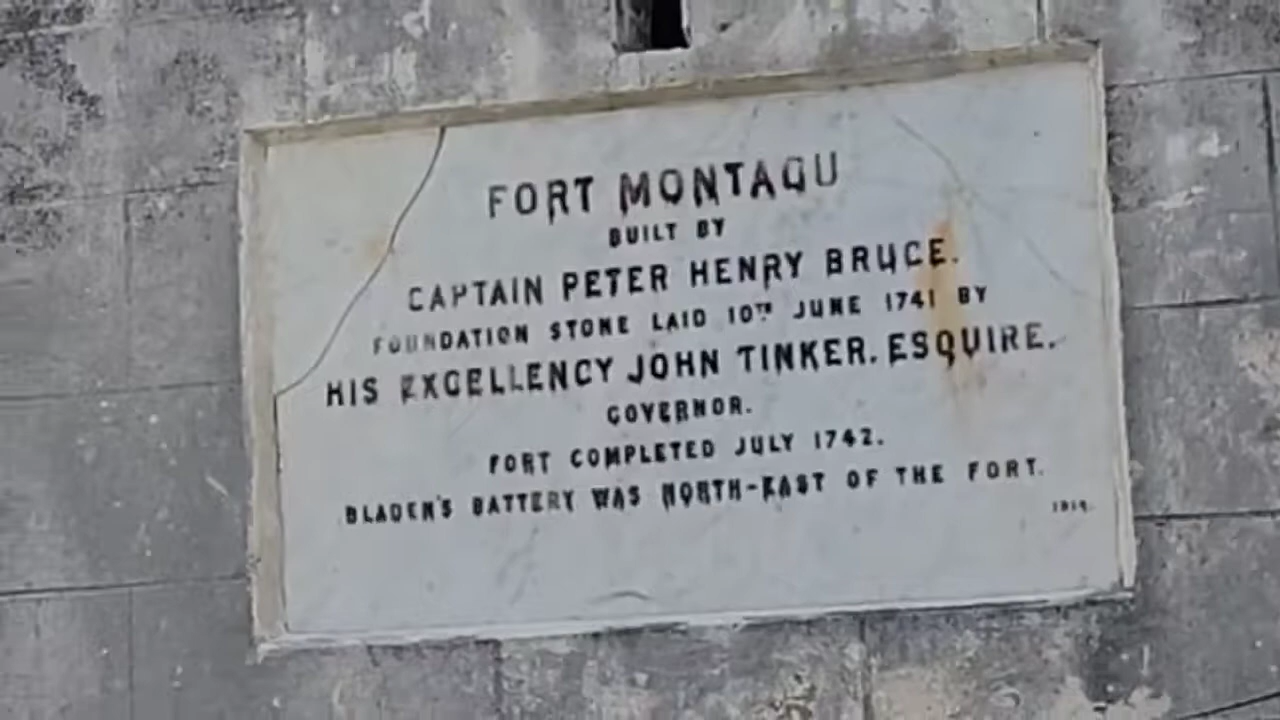 FORT MONTAGU
BUILT BY
CAPTAIN PETER HENRY BRUCE.
FOUNDATION STONE LAID 10TH JUNE 1741 BY
HIS EXCELLENCY JOHN TINKER, ESQUIRE.
GOVERNOR.
FORT COMPLETED JULY 1742.
BLADEN'S BATTERY WAS NORTH-EAST OF THE FORT.